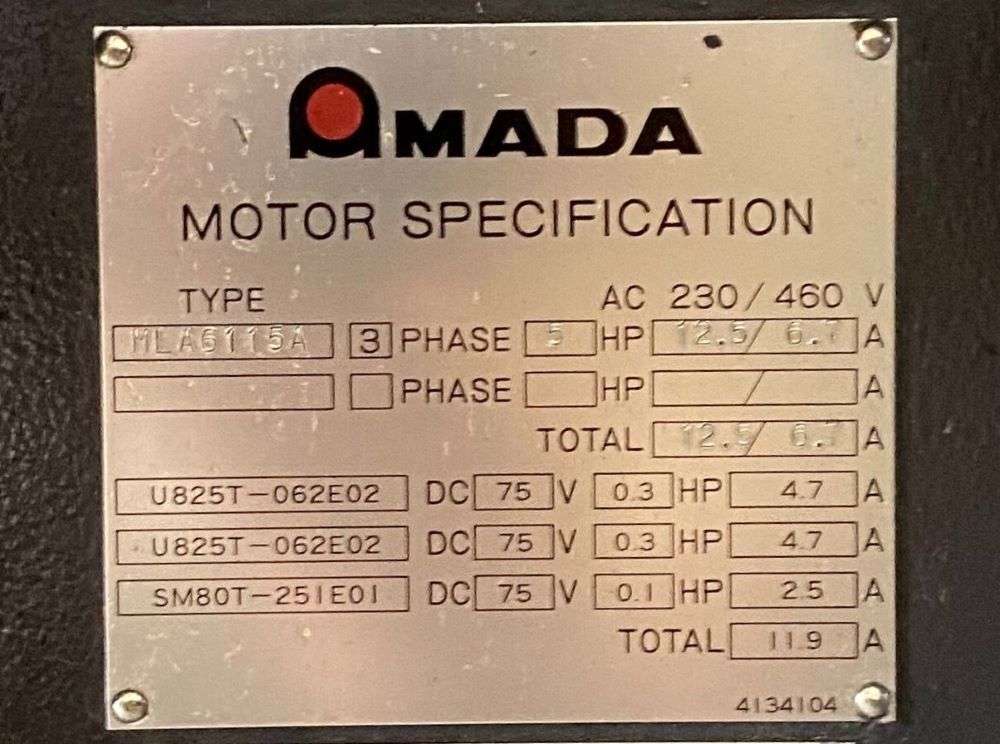 AMADA
MOTOR SPECIFICATION
TYPE AC 230/460 V
MLA6115A 3 PHASE 5 HP 12.5/ 6.7 A
PHASE HP / A
TOTAL 12.5/ 6.7 A
U825T-062E02 DC 75 V 0.3 HP 4.7 A
U825T-062E02 DC 75 V 0.3 HP 4.7 A
SM80T-251E01 DC 75 V 0.1 HP 2.5 A
TOTAL 11.9 A
4134104